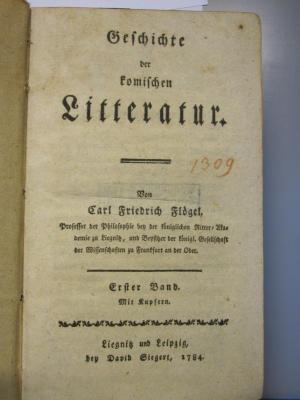 Geschichte
der
komischen
Litteratur.
1309
Von
Carl Friedrich Flögel,
Professor der Philosophie bey der königlichen Ritter-Aka-
demie zu Liegnitz, und Beysitzer der königl. Gesellschaft
der Wissenschaften zu Frankfurt an der Oder.
Erster Band.
Mit Kupfern.
Liegnitz und Leipzig,
bey David Siegert, 1784.